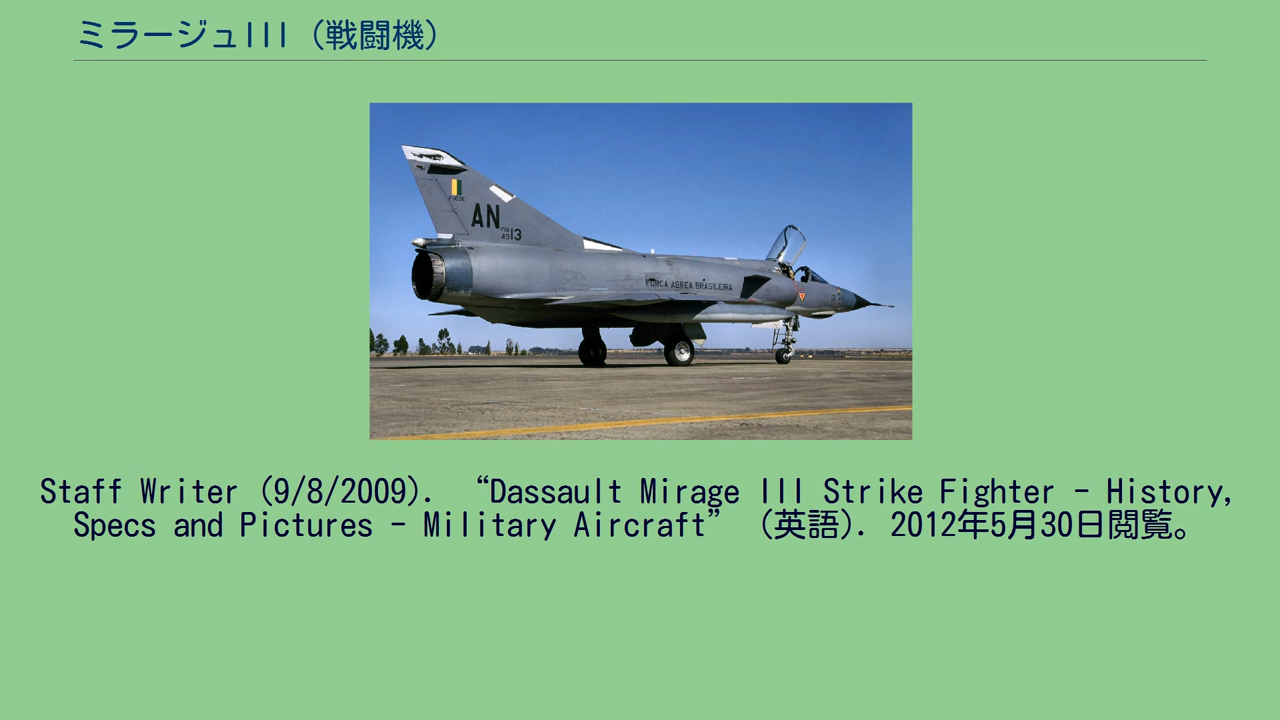 ミラージュIII (戦闘機)
AN
13
FORCA AEREA BRASILEIRA
Staff Writer (9/8/2009). “Dassault Mirage III Strike Fighter - History,
Specs and Pictures - Military Aircraft” (英語). 2012年5月30日閲覧。